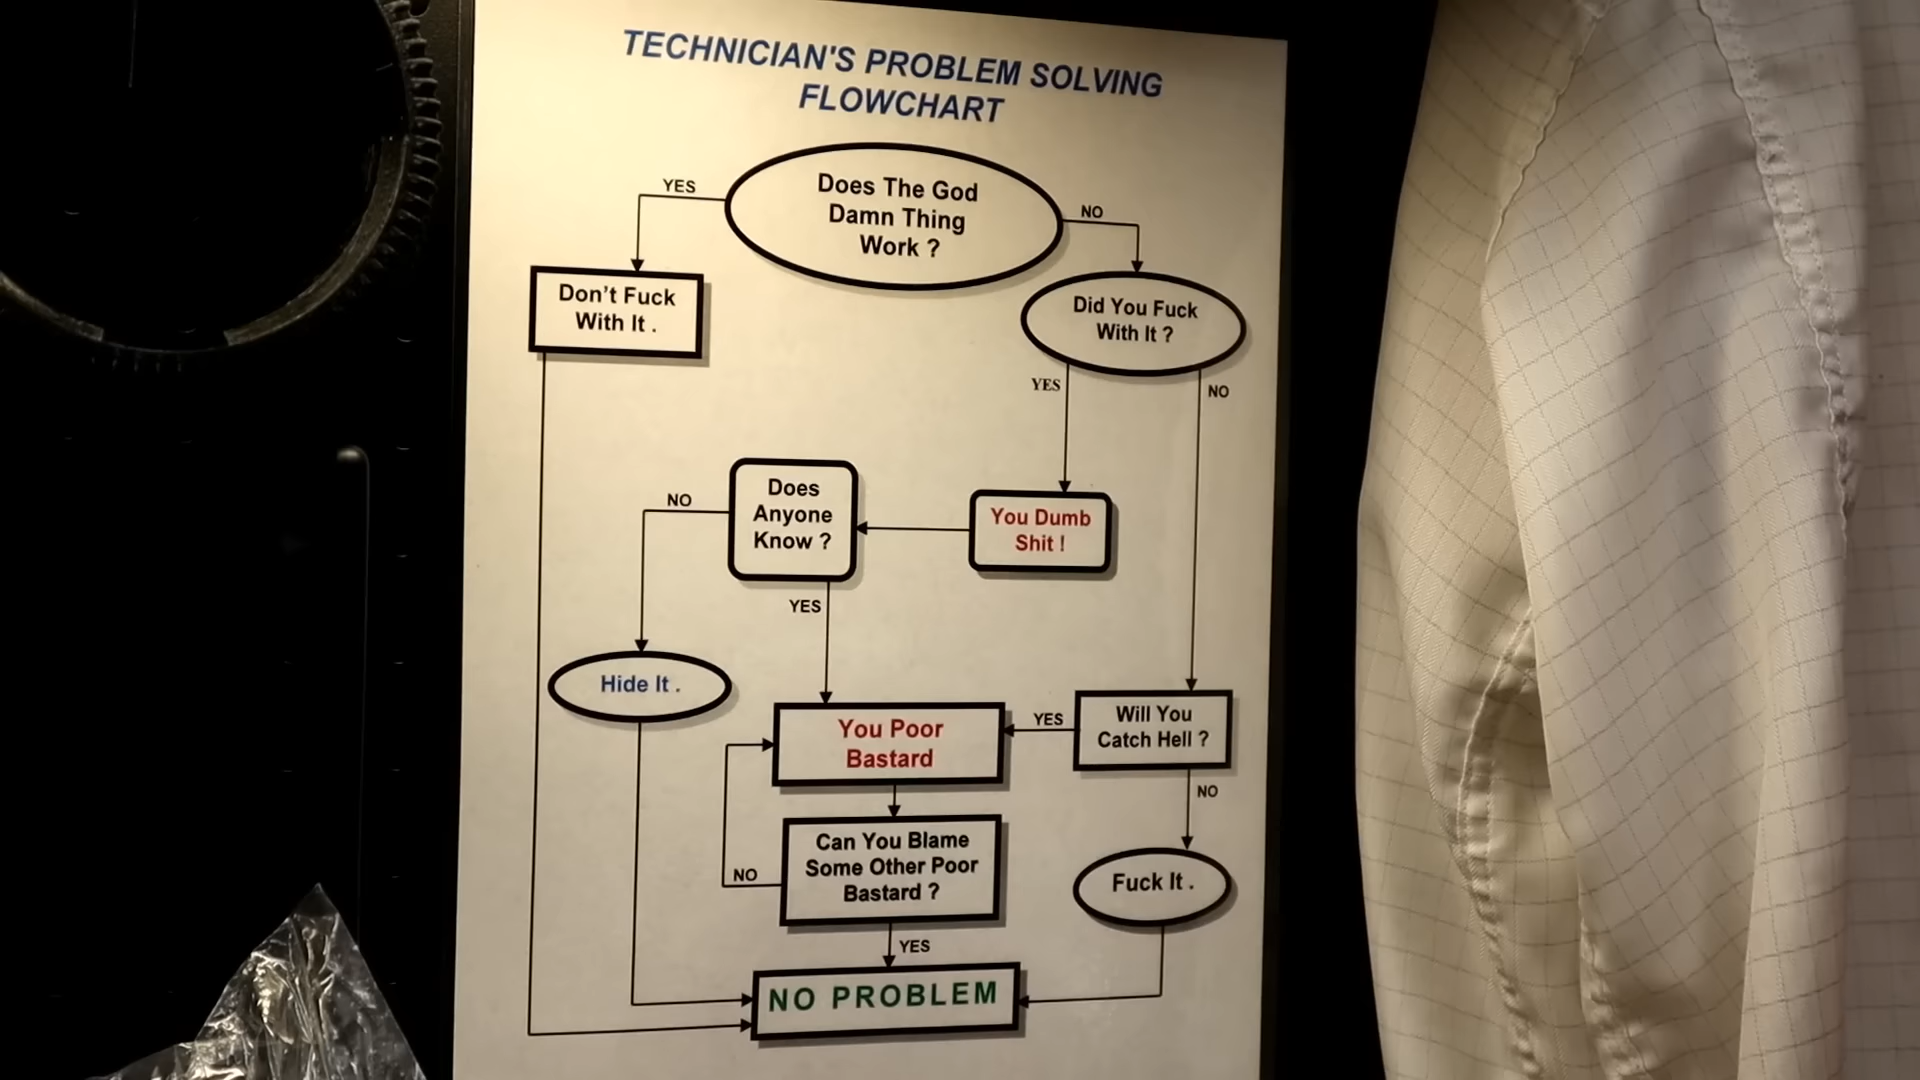 TECHNICIAN'S PROBLEM SOLVING
FLOWCHART
Does The God
Damn Thing
Work ?
YES
NO
Don't Fuck
With It .
Did You Fuck
With It ?
YES
NO
Does
Anyone
Know ?
NO
You Dumb
Shit !
YES
Hide It .
You Poor
Bastard
YES
Will You
Catch Hell ?
NO
Can You Blame
Some Other Poor
Bastard ?
NO
Fuck It .
YES
NO PROBLEM